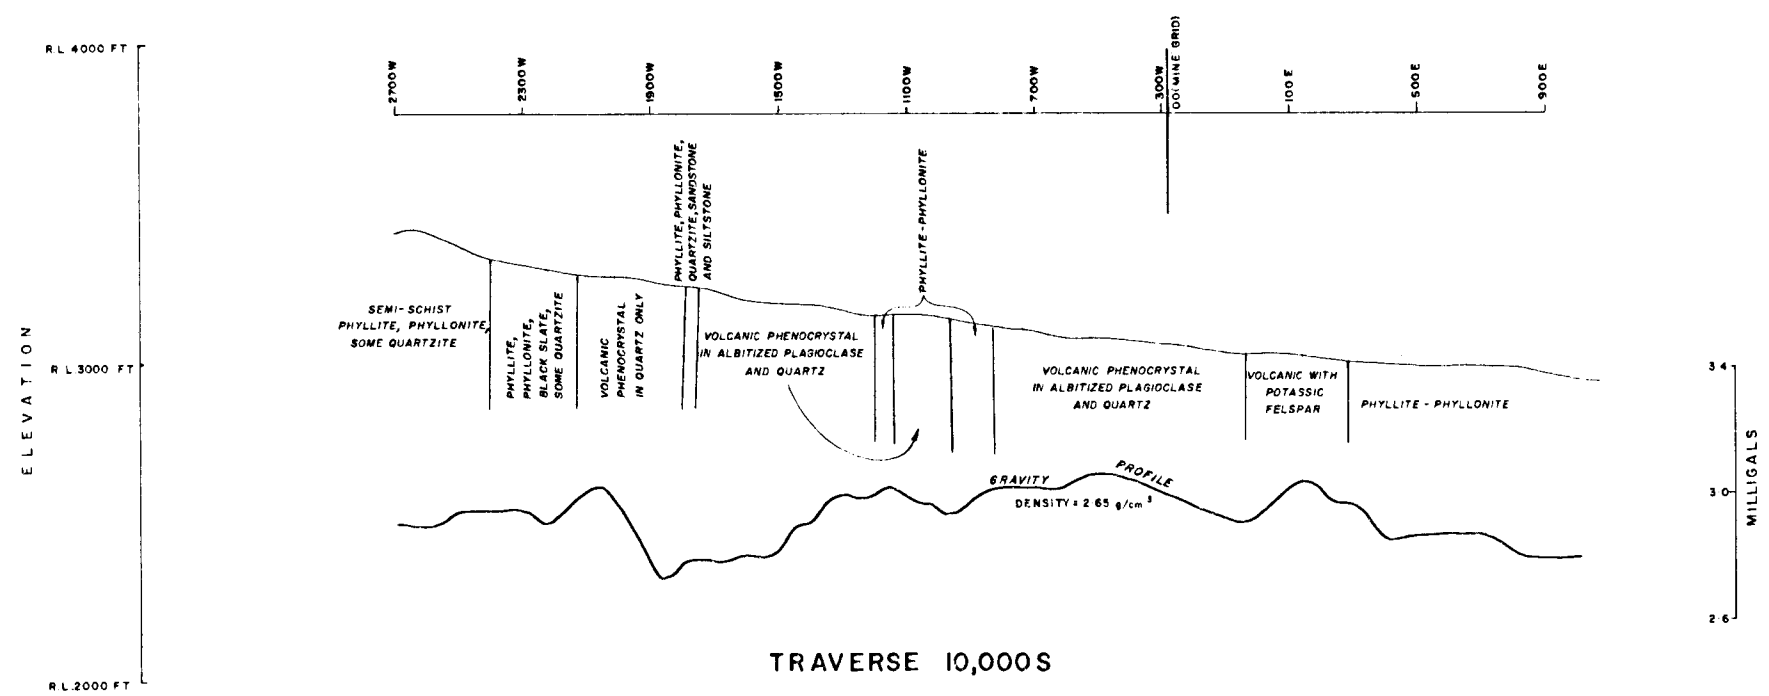 R.L. 4000 FT
2700W
2300W
1900W
1500W
1100W
700W
300W
00(MINE GRID)
100 E
500E
900E
PHYLLITE, PHYLLONITE,
QUARTZITE, SANDSTONE
AND SILTSTONE
PHYLLITE-PHYLLONITE
SEMI-SCHIST
PHYLLITE, PHYLLONITE,
SOME QUARTZITE
PHYLLITE,
PHYLLONITE,
BLACK SLATE,
SOME QUARTZITE
VOLCANIC
PHENOCRYSTAL
IN QUARTZ ONLY
VOLCANIC PHENOCRYSTAL
IN ALBITIZED PLAGIOCLASE
AND QUARTZ
VOLCANIC PHENOCRYSTAL
IN ALBITIZED PLAGIOCLASE
AND QUARTZ
VOLCANIC WITH
POTASSIC
FELSPAR
PHYLLITE - PHYLLONITE
ELEVATION
R L 3000 FT
3 4
3 0
2 6
MILLIGALS
GRAVITY PROFILE
DENSITY = 2 65 g/cm³
TRAVERSE 10,000S
R.L. 2000 FT